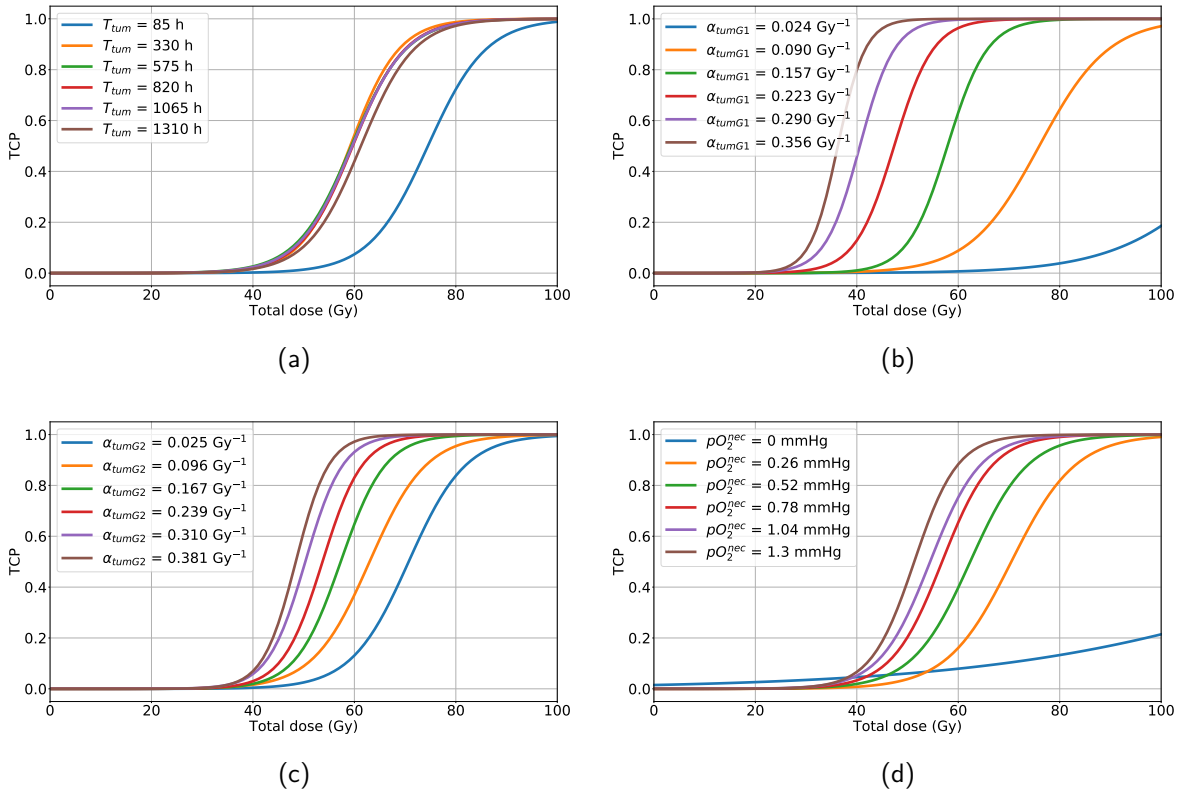 T_tum = 85 h
T_tum = 330 h
T_tum = 575 h
T_tum = 820 h
T_tum = 1065 h
T_tum = 1310 h
TCP
1.0
0.8
0.6
0.4
0.2
0.0
0 20 40 60 80 100
Total dose (Gy)
(a)
α_tumG1 = 0.024 Gy⁻¹
α_tumG1 = 0.090 Gy⁻¹
α_tumG1 = 0.157 Gy⁻¹
α_tumG1 = 0.223 Gy⁻¹
α_tumG1 = 0.290 Gy⁻¹
α_tumG1 = 0.356 Gy⁻¹
TCP
1.0
0.8
0.6
0.4
0.2
0.0
0 20 40 60 80 100
Total dose (Gy)
(b)
α_tumG2 = 0.025 Gy⁻¹
α_tumG2 = 0.096 Gy⁻¹
α_tumG2 = 0.167 Gy⁻¹
α_tumG2 = 0.239 Gy⁻¹
α_tumG2 = 0.310 Gy⁻¹
α_tumG2 = 0.381 Gy⁻¹
TCP
1.0
0.8
0.6
0.4
0.2
0.0
0 20 40 60 80 100
Total dose (Gy)
(c)
pO₂^nec = 0 mmHg
pO₂^nec = 0.26 mmHg
pO₂^nec = 0.52 mmHg
pO₂^nec = 0.78 mmHg
pO₂^nec = 1.04 mmHg
pO₂^nec = 1.3 mmHg
TCP
1.0
0.8
0.6
0.4
0.2
0.0
0 20 40 60 80 100
Total dose (Gy)
(d)